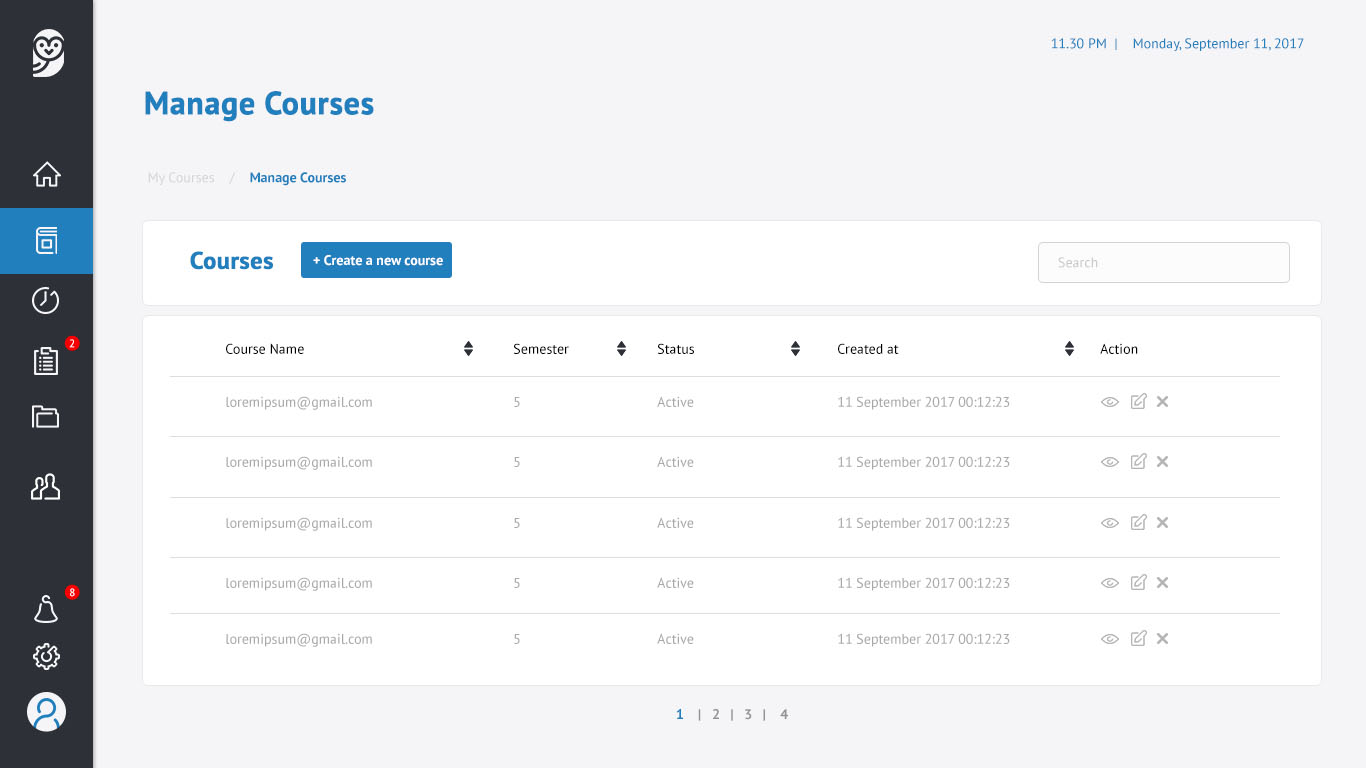 11.30 PM | Monday, September 11, 2017
Manage Courses
My Courses / Manage Courses
Courses + Create a new course Search
Course Name Semester Status Created at Action
loremipsum@gmail.com 5 Active 11 September 2017 00:12:23
loremipsum@gmail.com 5 Active 11 September 2017 00:12:23
2
loremipsum@gmail.com 5 Active 11 September 2017 00:12:23
loremipsum@gmail.com 5 Active 11 September 2017 00:12:23
8
loremipsum@gmail.com 5 Active 11 September 2017 00:12:23
1 | 2 | 3 | 4